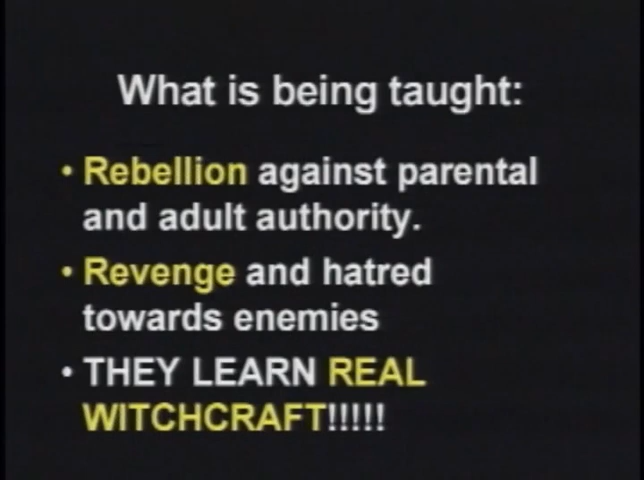 What is being taught:
• Rebellion against parental
and adult authority.
• Revenge and hatred
towards enemies
• THEY LEARN REAL
WITCHCRAFT!!!!!